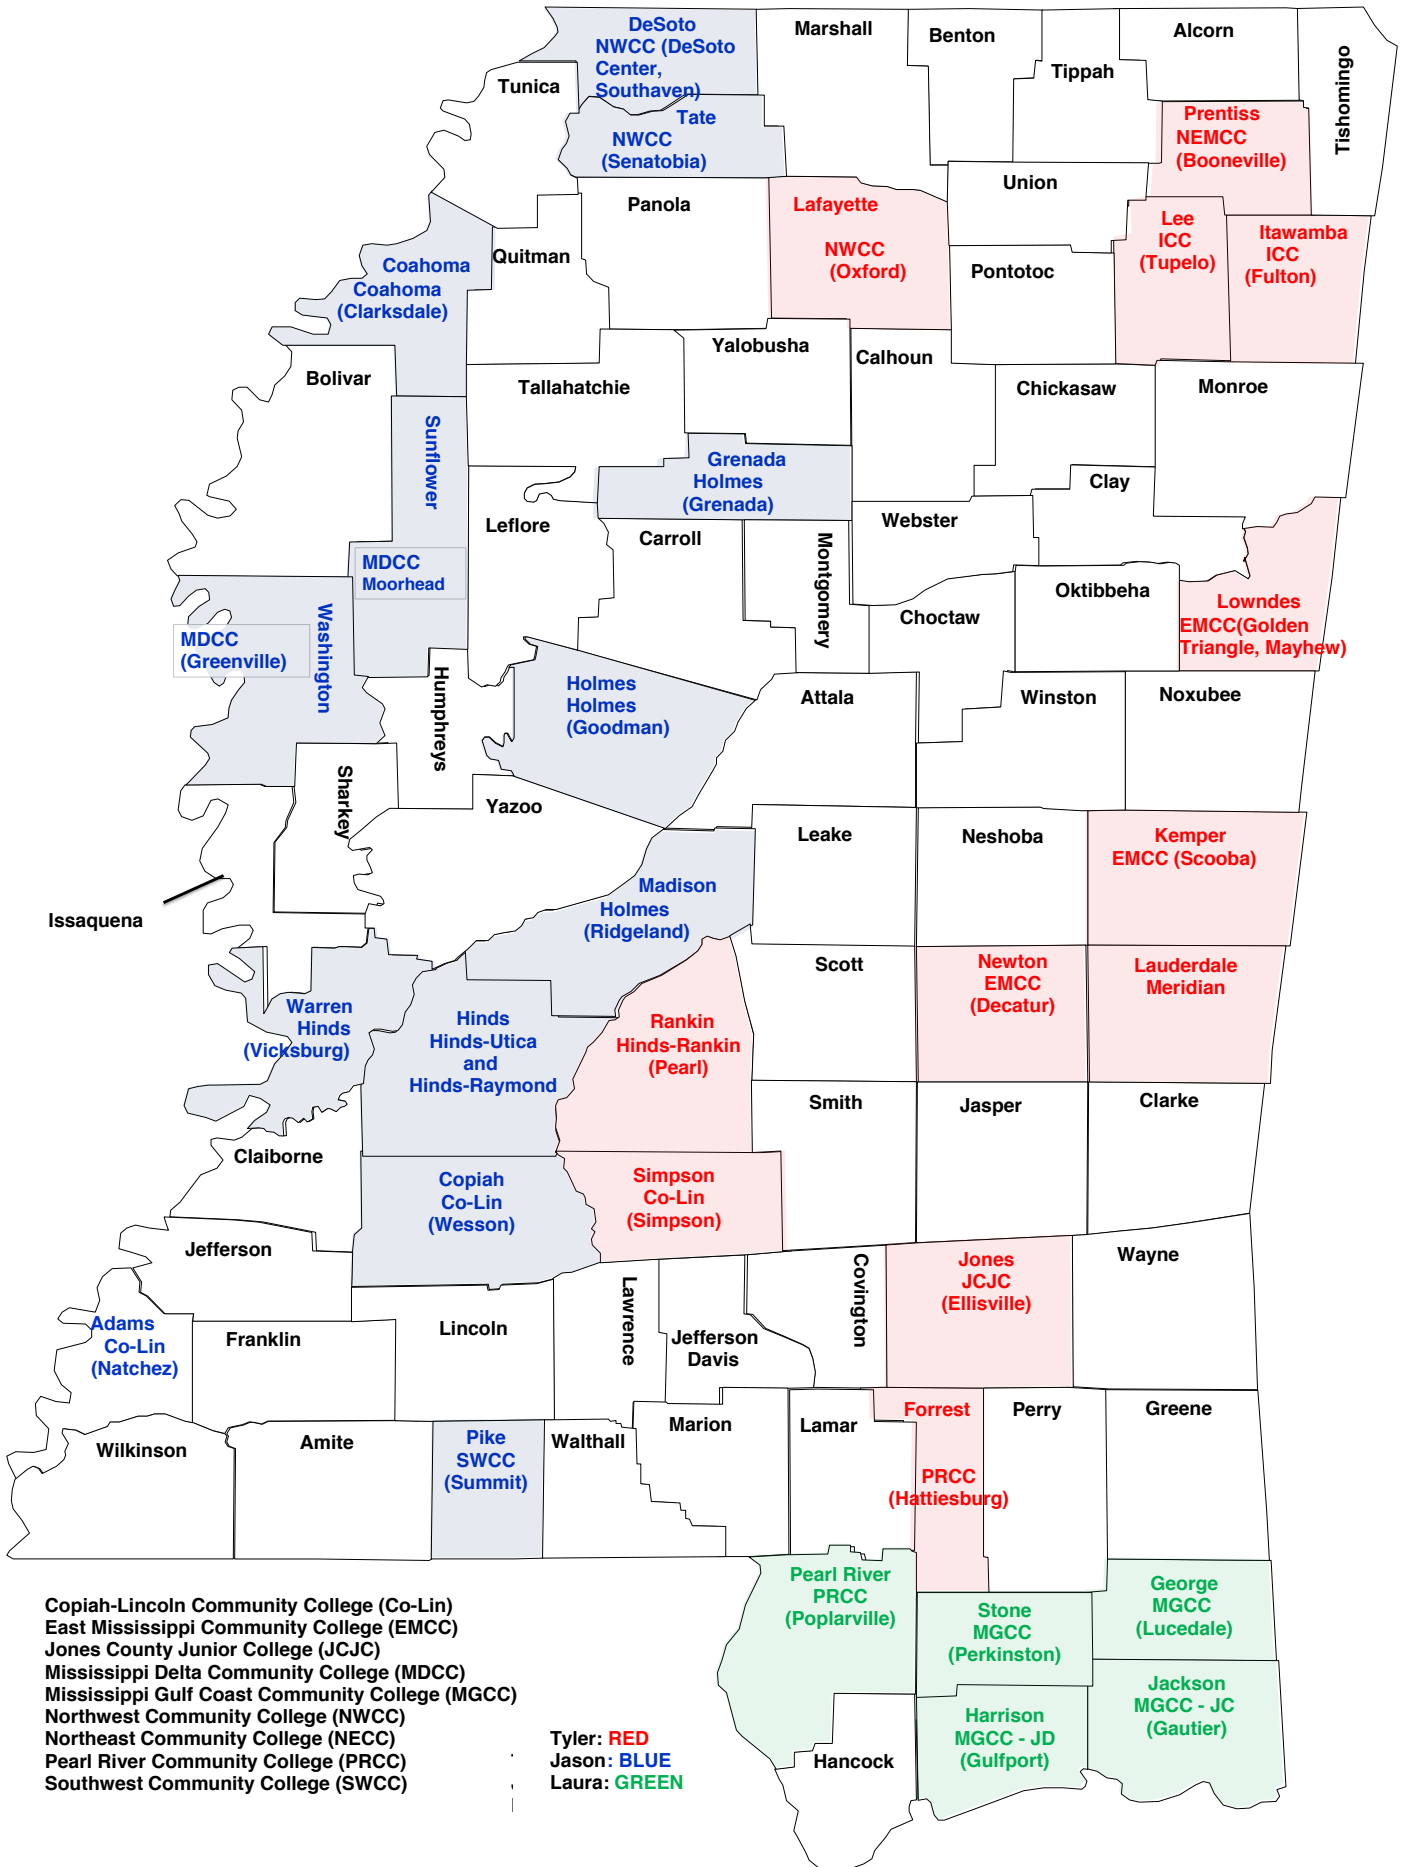 DeSoto
NWCC (DeSoto
Center,
Southaven)
Marshall
Benton
Alcorn
Tippah
Tishomingo
Tunica
Tate
NWCC
(Senatobia)
Prentiss
NEMCC
(Booneville)
Union
Panola
Lafayette
NWCC
(Oxford)
Lee
ICC
(Tupelo)
Itawamba
ICC
(Fulton)
Quitman
Coahoma
Coahoma
(Clarksdale)
Pontotoc
Yalobusha
Calhoun
Bolivar
Tallahatchie
Chickasaw
Monroe
Sunflower
MDCC
Moorhead
Grenada
Holmes
(Grenada)
Clay
Leflore
Webster
Carroll
Montgomery
Oktibbeha
Lowndes
EMCC(Golden
Triangle, Mayhew)
Choctaw
Washington
MDCC
(Greenville)
Humphreys
Holmes
Holmes
(Goodman)
Attala
Winston
Noxubee
Sharkey
Yazoo
Leake
Neshoba
Kemper
EMCC (Scooba)
Issaquena
Madison
Holmes
(Ridgeland)
Scott
Newton
EMCC
(Decatur)
Lauderdale
Meridian
Warren
Hinds
(Vicksburg)
Hinds
Hinds-Utica
and
Hinds-Raymond
Rankin
Hinds-Rankin
(Pearl)
Smith
Jasper
Clarke
Claiborne
Copiah
Co-Lin
(Wesson)
Simpson
Co-Lin
(Simpson)
Jefferson
Covington
Jones
JCJC
(Ellisville)
Wayne
Adams
Co-Lin
(Natchez)
Franklin
Lincoln
Lawrence
Jefferson
Davis
Wilkinson
Amite
Pike
SWCC
(Summit)
Walthall
Marion
Lamar
Forrest
PRCC
(Hattiesburg)
Perry
Greene
Pearl River
PRCC
(Poplarville)
Stone
MGCC
(Perkinston)
George
MGCC
(Lucedale)
Harrison
MGCC - JD
(Gulfport)
Jackson
MGCC - JC
(Gautier)
Hancock
Copiah-Lincoln Community College (Co-Lin)
East Mississippi Community College (EMCC)
Jones County Junior College (JCJC)
Mississippi Delta Community College (MDCC)
Mississippi Gulf Coast Community College (MGCC)
Northwest Community College (NWCC)
Northeast Community College (NECC)
Pearl River Community College (PRCC)
Southwest Community College (SWCC)
Tyler: RED
Jason: BLUE
Laura: GREEN